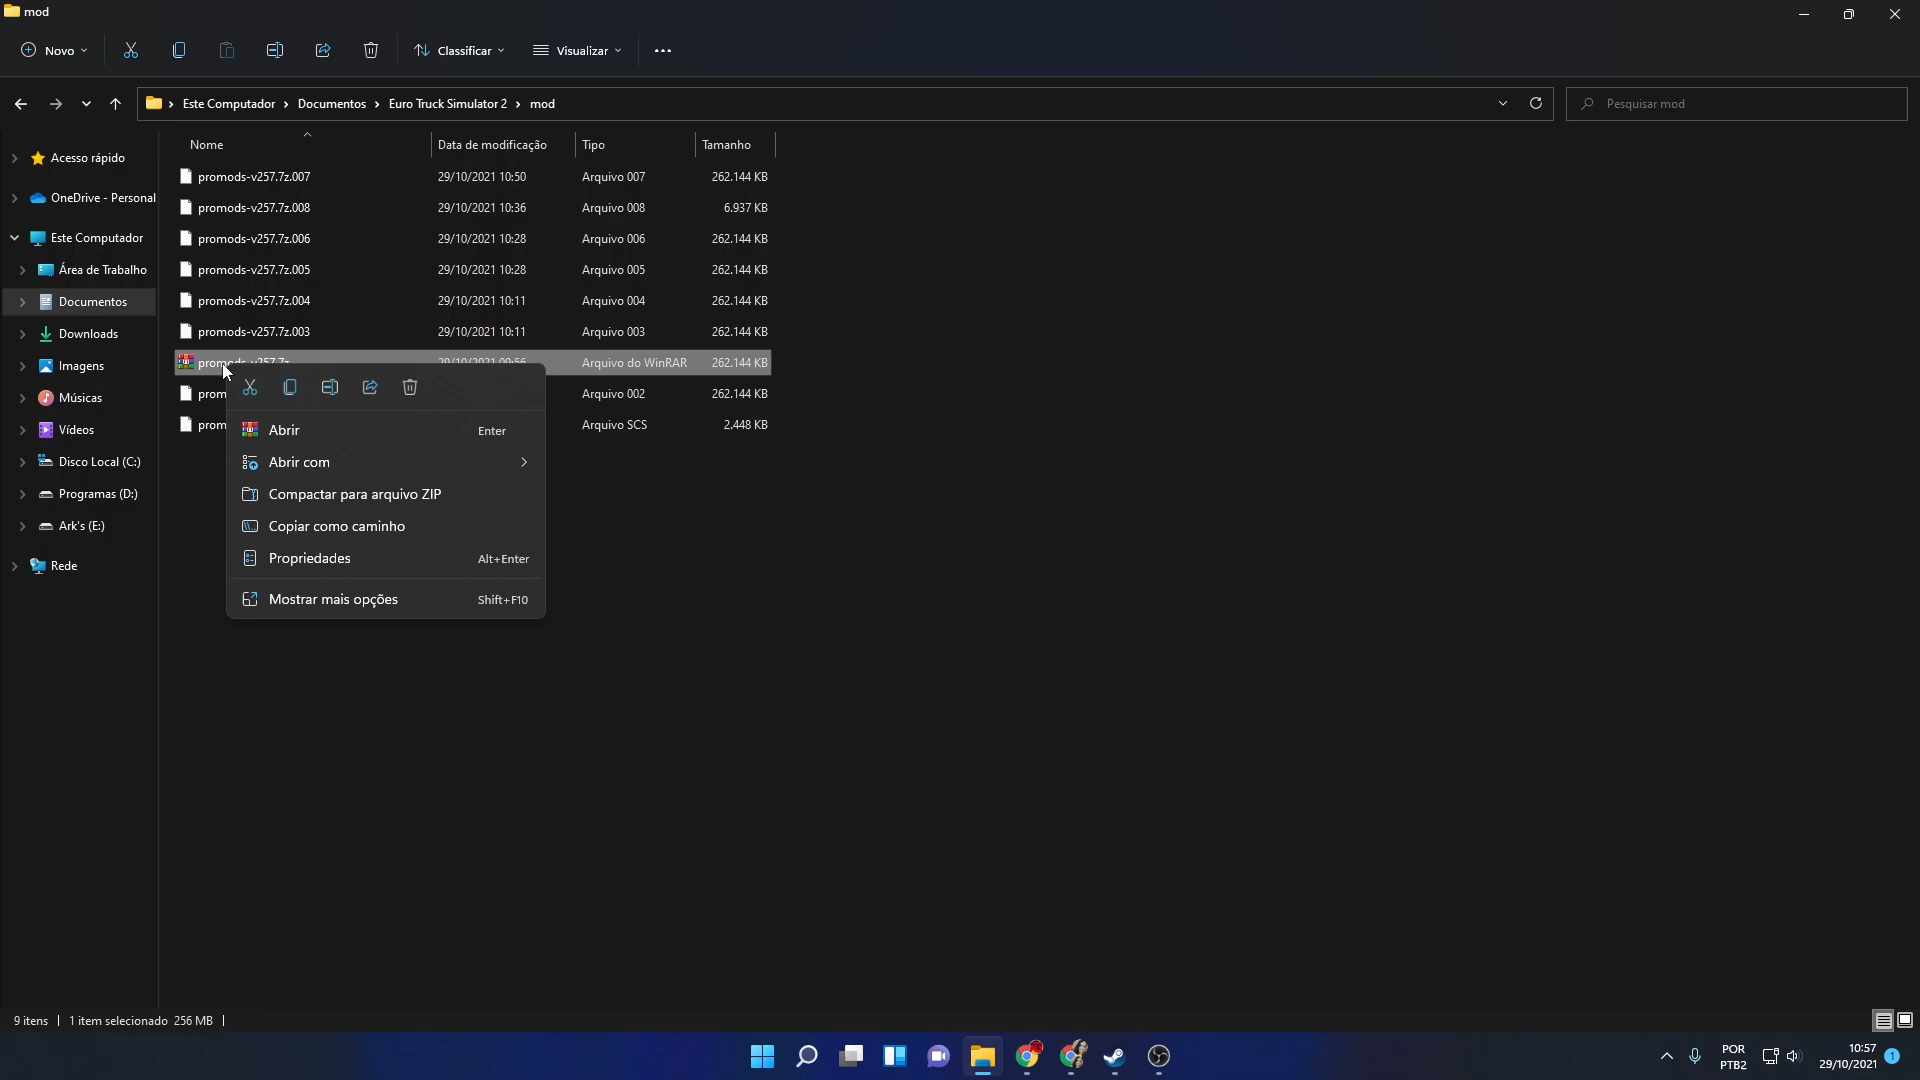 mod
Novo
Classificar
Visualizar
Este Computador
Documentos
Euro Truck Simulator 2
mod
Pesquisar mod
Nome
Data de modificação
Tipo
Tamanho
promods-v257.7z.007 29/10/2021 10:50 Arquivo 007 262.144 KB
promods-v257.7z.008 29/10/2021 10:36 Arquivo 008 6.937 KB
promods-v257.7z.006 29/10/2021 10:28 Arquivo 006 262.144 KB
promods-v257.7z.005 29/10/2021 10:28 Arquivo 005 262.144 KB
promods-v257.7z.004 29/10/2021 10:11 Arquivo 004 262.144 KB
promods-v257.7z.003 29/10/2021 10:11 Arquivo 003 262.144 KB
promods-v257.7z 29/10/2021 09:56 Arquivo do WinRAR 262.144 KB
prom Arquivo 002 262.144 KB
prom Arquivo SCS 2.448 KB
Acesso rápido
OneDrive - Personal
Este Computador
Área de Trabalho
Documentos
Downloads
Imagens
Músicas
Vídeos
Disco Local (C:)
Programas (D:)
Ark's (E:)
Rede
Abrir Enter
Abrir com
Compactar para arquivo ZIP
Copiar como caminho
Propriedades Alt+Enter
Mostrar mais opções Shift+F10
9 itens
1 item selecionado 256 MB
POR
PTB2
10:57
29/10/2021
1